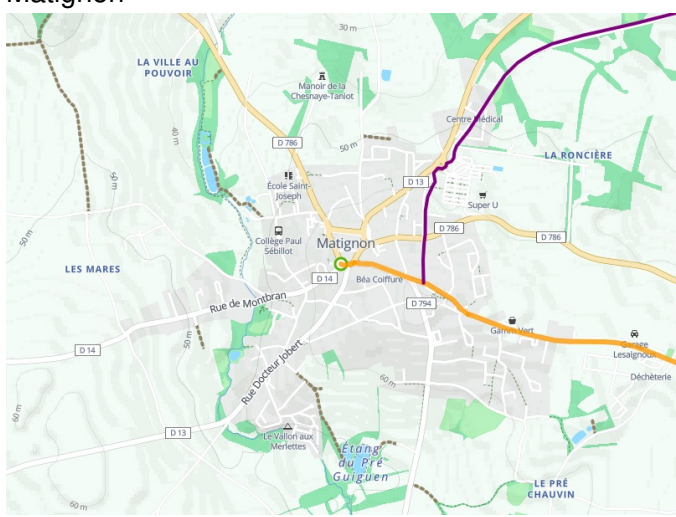 Matignon
30 m
LA VILLE AU
POUVOIR
Manoir de la
Chesnaye-Taniot
40 m
Centre Médical
D 786
50 m
LA RONCIÈRE
50 m
École Saint-
Joseph
D 13
Super U
50 m
Collège Paul
Sébillot
Matignon
D 786
D 786
LES MARES
D 14
Béa Coiffure
Rue de Montbran
D 794
Gamm Vert
50 m
Garage
Lesaignoux
D 14
Rue Docteur Jobert
60 m
Déchèterie
60 m
D 13
Le Vallon aux
Merlettes
Étang
du Pré
Guiguen
LE PRÉ
CHAUVIN
60 m